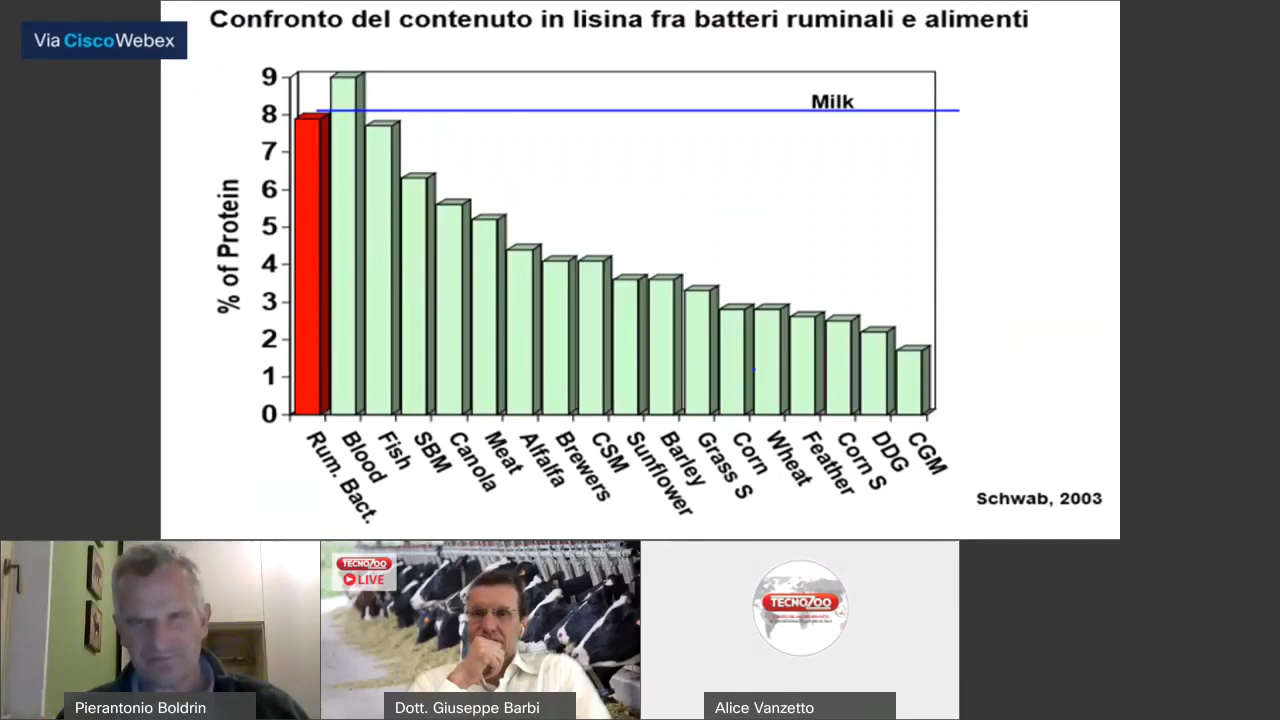 Confronto del contenuto in lisina fra batteri ruminali e alimenti
Via CiscoWebex
9
8
7
6
5
4
3
2
1
0
% of Protein
Milk
Rum. Bact.
Blood
Fish
SBM
Canola
Meat
Alfalfa
Brewers
CSM
Sunflower
Barley
Grass S
Corn
Wheat
Feather
Corn S
DDG
CGM
Schwab, 2003
TECNOZOO
LIVE
TECNOZOO
Pierantonio Boldrin
Dott. Giuseppe Barbi
Alice Vanzetto